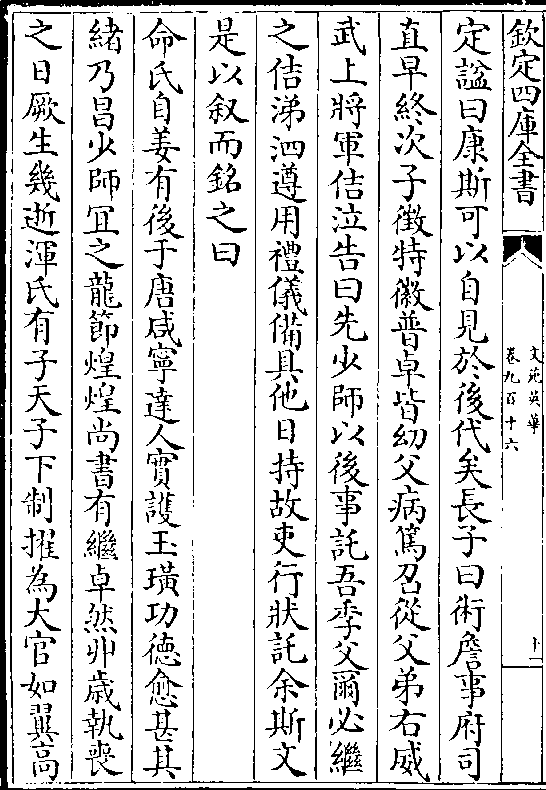 欽定四庫全書
文苑英華
卷九百十六
十二
定諡曰康斯可以自見於後代矣長子曰術詹事府司
直早終次子徵特徽普卓皆幼父病篤召從父弟右威
武上將軍佶泣告曰先少師以後事託吾季父爾必繼
之佶涕泗遵用禮儀備具他日持故吏行狀託余斯文
是以叙而銘之曰
命氏自姜有後于唐咸寧達人實護玉璜功徳愈甚其
緒乃昌少師冝之龍節煌煌尚書有繼卓然丱歳執喪
之日厥生幾逝渾氏有子天子下制擢為大官如翼高